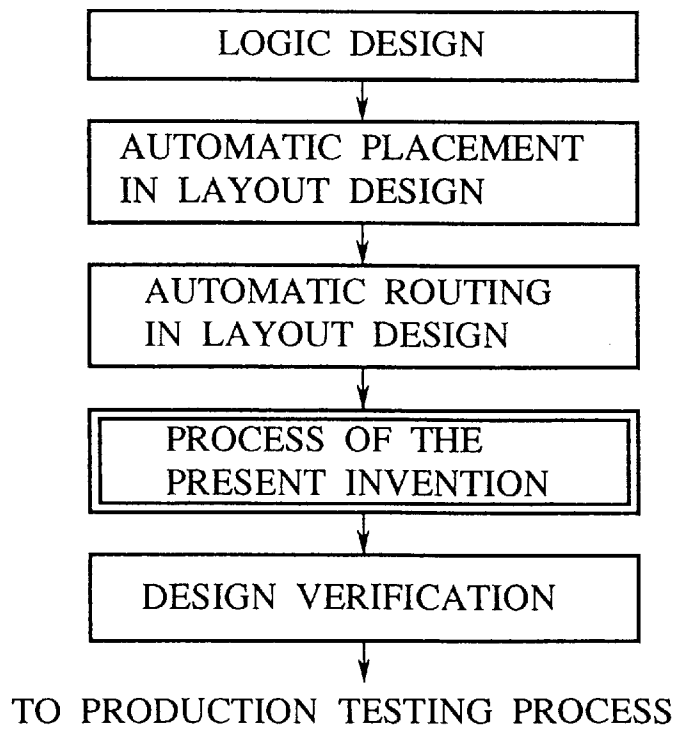 LOGIC DESIGN
AUTOMATIC PLACEMENT
IN LAYOUT DESIGN
AUTOMATIC ROUTING
IN LAYOUT DESIGN
PROCESS OF THE
PRESENT INVENTION
DESIGN VERIFICATION
TO PRODUCTION TESTING PROCESS